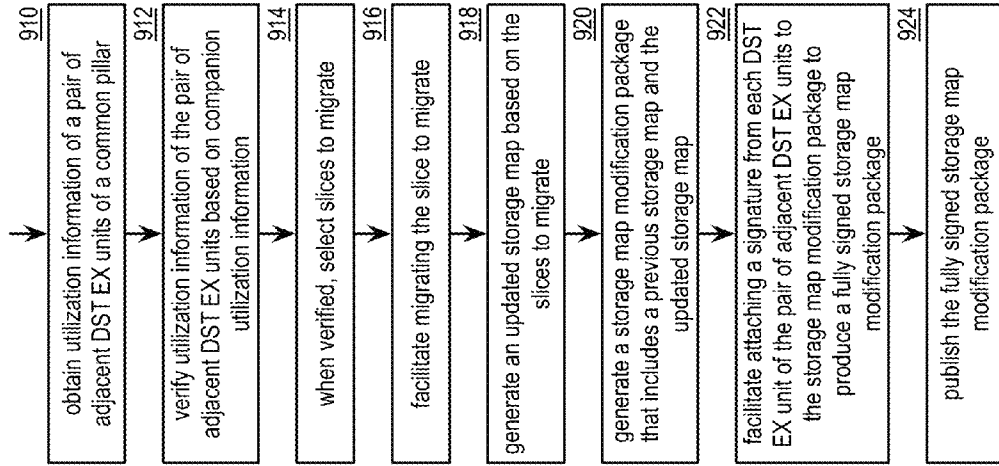 910
obtain utilization information of a pair of
adjacent DST EX units of a common pillar
912
verify utilization information of the pair of
adjacent DST EX units based on companion
utilization information
914
when verified, select slices to migrate
916
facilitate migrating the slice to migrate
918
generate an updated storage map based on the
slices to migrate
920
generate a storage map modification package
that includes a previous storage map and the
updated storage map
922
facilitate attaching a signature from each DST
EX unit of the pair of adjacent DST EX units to
the storage map modification package to
produce a fully signed storage map
modification package
924
publish the fully signed storage map
modification package